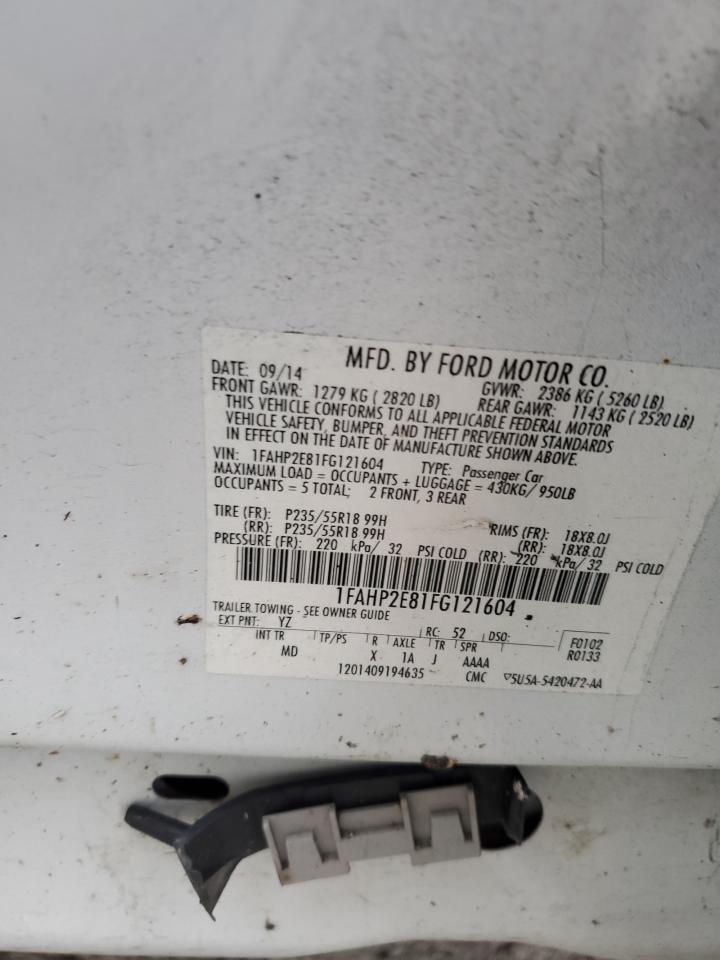 MFD. BY FORD MOTOR CO.
DATE: 09/14 GVWR: 2386 KG ( 5260 LB)
FRONT GAWR: 1279 KG ( 2820 LB) REAR GAWR: 1143 KG ( 2520 LB)
THIS VEHICLE CONFORMS TO ALL APPLICABLE FEDERAL MOTOR
VEHICLE SAFETY, BUMPER, AND THEFT PREVENTION STANDARDS
IN EFFECT ON THE DATE OF MANUFACTURE SHOWN ABOVE.
VIN: 1FAHP2E81FG121604 TYPE: Passenger Car
MAXIMUM LOAD = OCCUPANTS + LUGGAGE = 430KG/ 950LB
OCCUPANTS = 5 TOTAL; 2 FRONT, 3 REAR
TIRE (FR): P235/55R18 99H RIMS (FR): 18X8.0J
(RR): P235/55R18 99H (RR): 18X8.0J
PRESSURE (FR): 220 kPa/ 32 PSI COLD (RR): 220 kPa/ 32 PSI COLD
1FAHP2E81FG121604
TRAILER TOWING - SEE OWNER GUIDE
EXT PNT: YZ RC: 52 DSO: F0102
INT TR TP/PS R AXLE TR SPR R0133
MD X 1A J AAAA
1201409194635 CMC ▽5U5A-5420472-AA